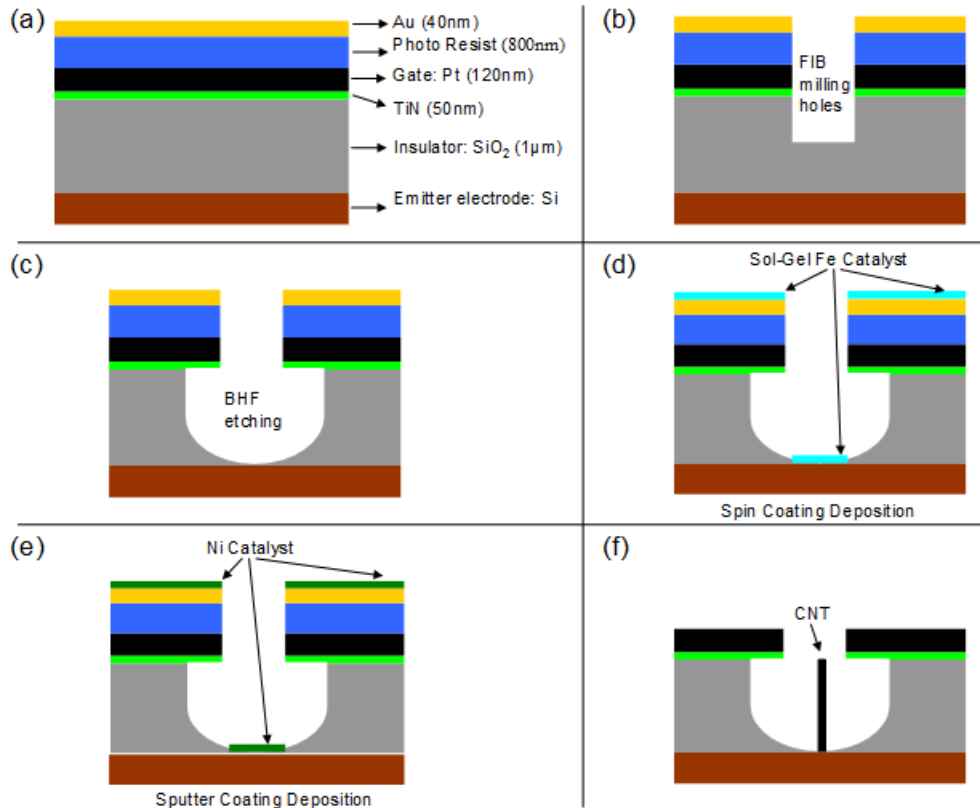 (a)
Au (40nm)
Photo Resist (800nm)
Gate: Pt (120nm)
TiN (50nm)
Insulator: SiO₂ (1µm)
Emitter electrode: Si
(b)
FIB
milling
holes
(c)
BHF
etching
(d)
Sol-Gel Fe Catalyst
Spin Coating Deposition
(e)
Ni Catalyst
Sputter Coating Deposition
(f)
CNT